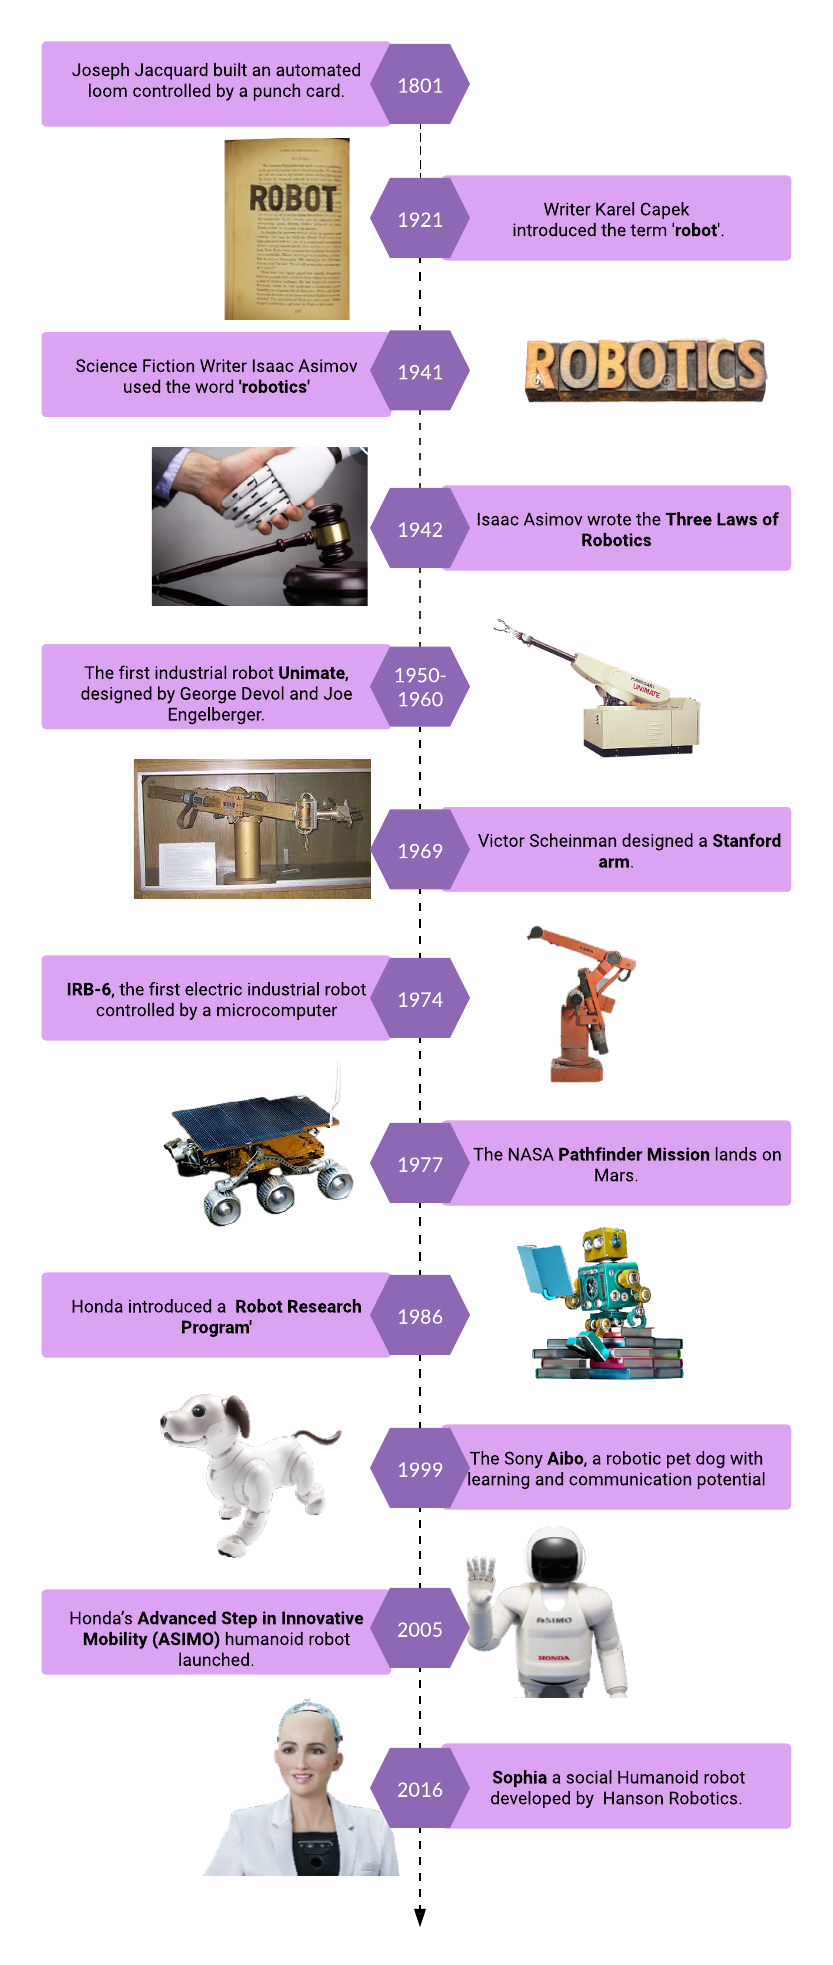 Joseph Jacquard built an automated
loom controlled by a punch card.
1801
ROBOT
1921
Writer Karel Capek
introduced the term 'robot'.
Science Fiction Writer Isaac Asimov
used the word 'robotics'
1941
ROBOTICS
1942
Isaac Asimov wrote the Three Laws of
Robotics
The first industrial robot Unimate,
designed by George Devol and Joe
Engelberger.
1950-
1960
KAWASAKI
UNIMATE
1969
Victor Scheinman designed a Stanford
arm.
IRB-6, the first electric industrial robot
controlled by a microcomputer
1974
1977
The NASA Pathfinder Mission lands on
Mars.
Honda introduced a  Robot Research
Program'
1986
1999
The Sony Aibo, a robotic pet dog with
learning and communication potential
Honda’s Advanced Step in Innovative
Mobility (ASIMO) humanoid robot
launched.
2005
ASIMO
HONDA
2016
Sophia a social Humanoid robot
developed by  Hanson Robotics.